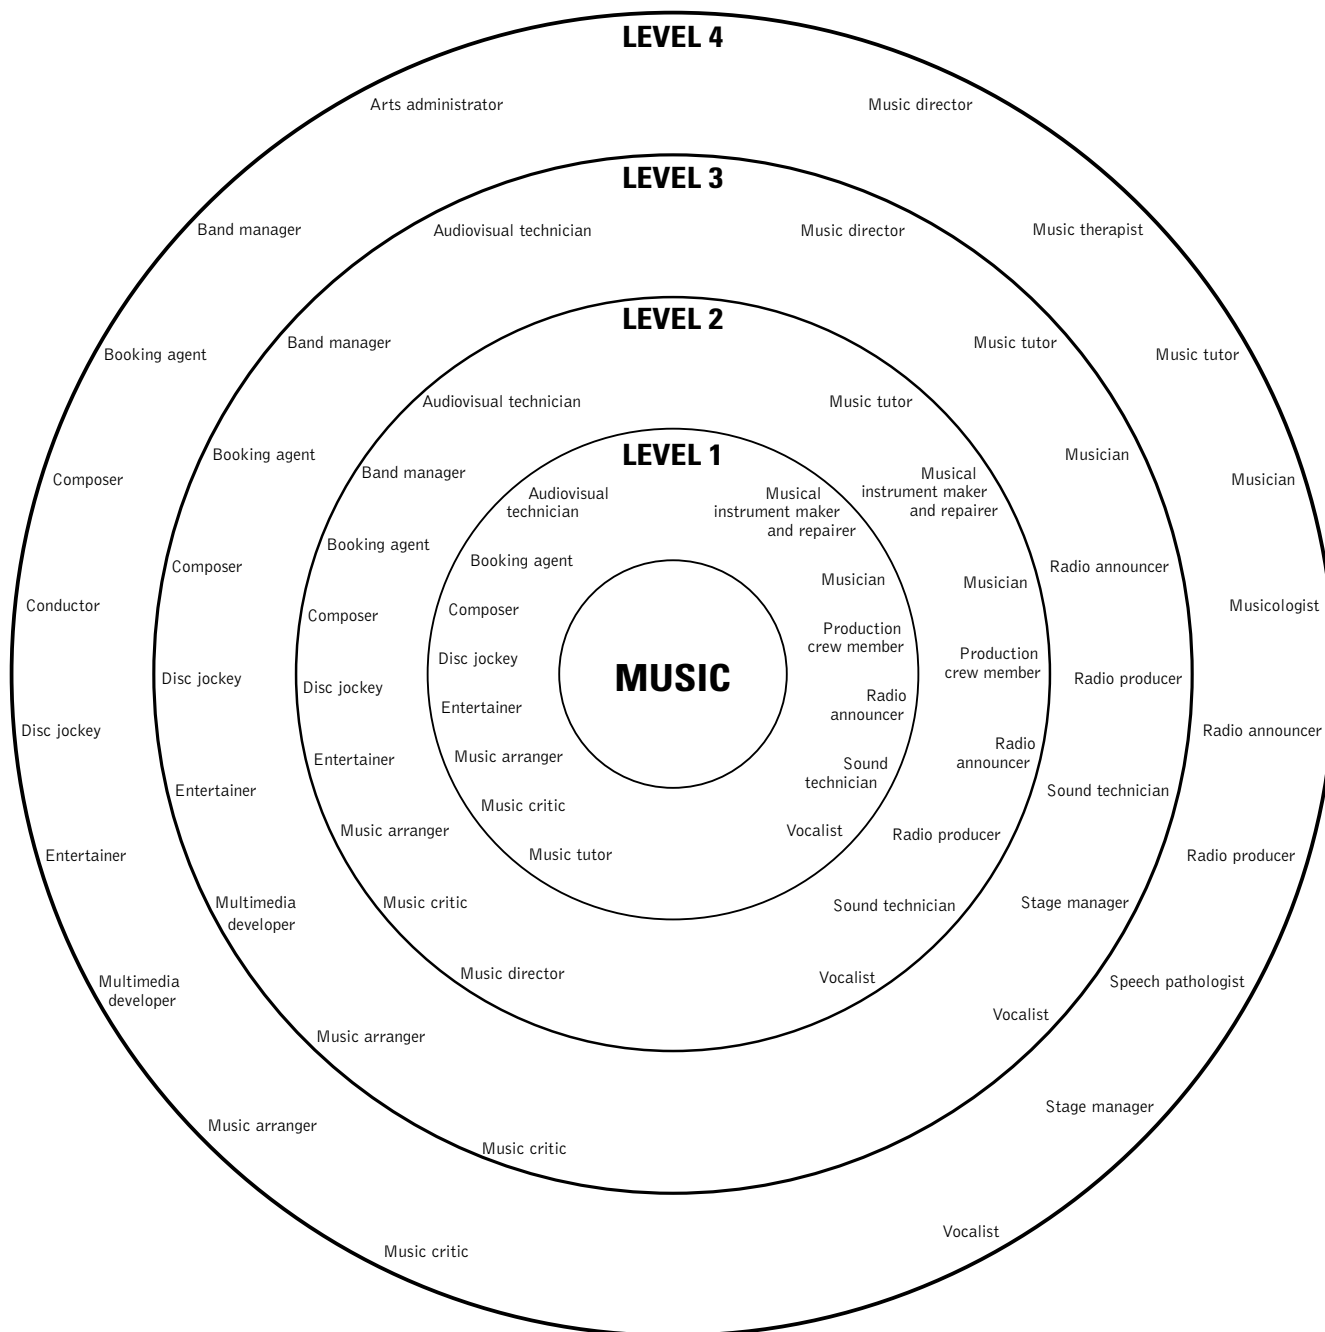 LEVEL 4
Arts administrator
Band manager
Booking agent
Composer
Conductor
Disc jockey
Entertainer
Multimedia
developer
Music arranger
Music critic
Music director
Music therapist
Music tutor
Musician
Musicologist
Radio announcer
Radio producer
Speech pathologist
Stage manager
Vocalist
LEVEL 3
Audiovisual technician
Band manager
Booking agent
Composer
Disc jockey
Entertainer
Multimedia
developer
Music arranger
Music critic
Music director
Music tutor
Musician
Radio announcer
Radio producer
Sound technician
Stage manager
Vocalist
LEVEL 2
Audiovisual technician
Band manager
Booking agent
Composer
Disc jockey
Entertainer
Music arranger
Music critic
Music director
Music tutor
Musical
instrument maker
and repairer
Musician
Production
crew member
Radio
announcer
Radio producer
Sound technician
Vocalist
LEVEL 1
Audiovisual
technician
Booking agent
Composer
Disc jockey
Entertainer
Music arranger
Music critic
Music tutor
Musical
instrument maker
and repairer
Musician
Production
crew member
Radio
announcer
Sound
technician
Vocalist
MUSIC